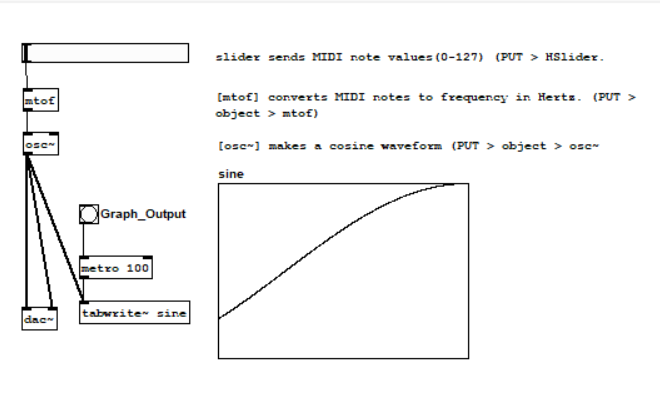 slider sends MIDI note values(0-127) (PUT > HSlider.
mtof
[mtof] converts MIDI notes to frequency in Hertz. (PUT >
object > mtof)
osc~
[osc~] makes a cosine waveform (PUT > object > osc~
sine
Graph_Output
metro 100
tabwrite~ sine
dac~